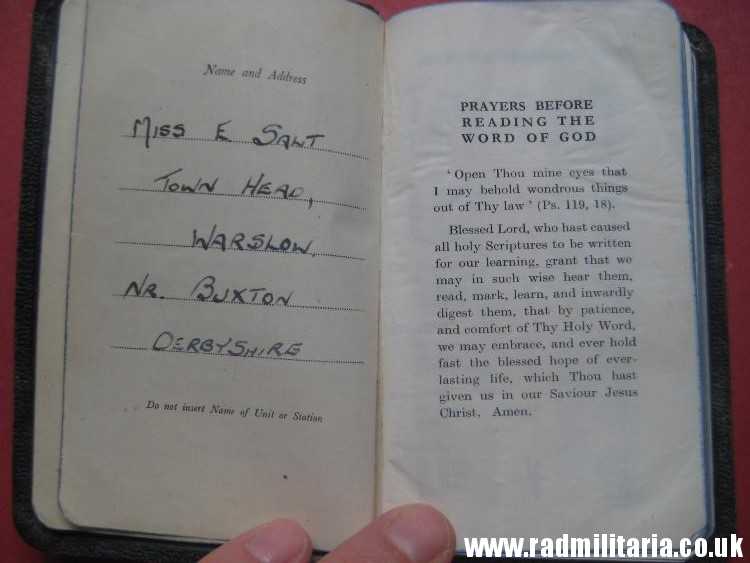 Name and Address
MISS E SALT
TOWN HEAD,
WARSLOW,
NR. BUXTON
DERBYSHIRE
Do not insert Name of Unit or Station
PRAYERS BEFORE
READING THE
WORD OF GOD
‘Open Thou mine eyes that
I may behold wondrous things
out of Thy law’ (Ps. 119, 18).
Blessed Lord, who hast caused
all holy Scriptures to be written
for our learning, grant that we
may in such wise hear them,
read, mark, learn, and inwardly
digest them, that by patience,
and comfort of Thy Holy Word,
we may embrace, and ever hold
fast the blessed hope of ever-
lasting life, which Thou hast
given us in our Saviour Jesus
Christ. Amen.
www.radmilitaria.co.uk